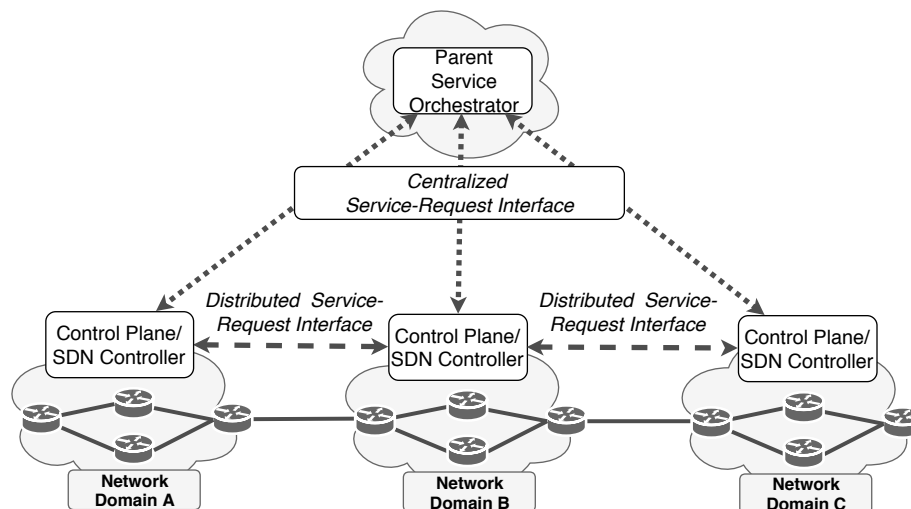 Parent
Service
Orchestrator
Centralized
Service-Request Interface
Distributed Service-
Request Interface
Distributed Service-
Request Interface
Control Plane/
SDN Controller
Control Plane/
SDN Controller
Control Plane/
SDN Controller
Network
Domain A
Network
Domain B
Network
Domain C